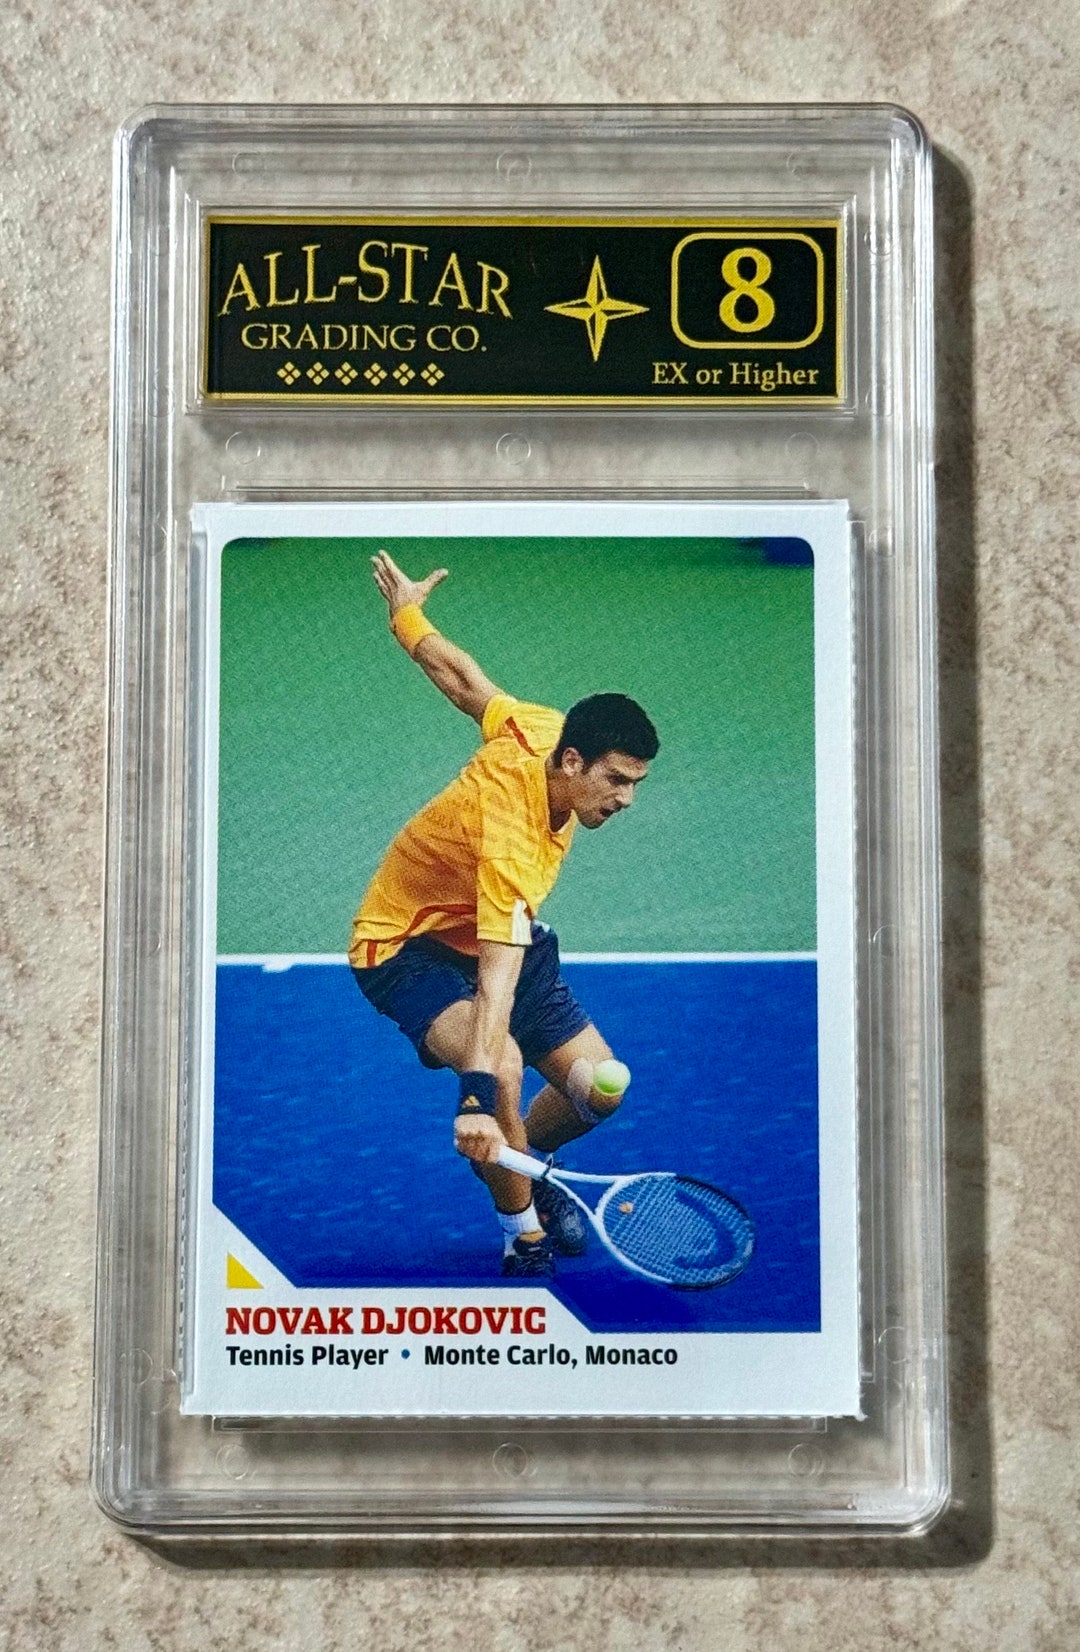 ALL-STAR
GRADING CO.
8
EX or Higher
NOVAK DJOKOVIC
Tennis Player • Monte Carlo, Monaco